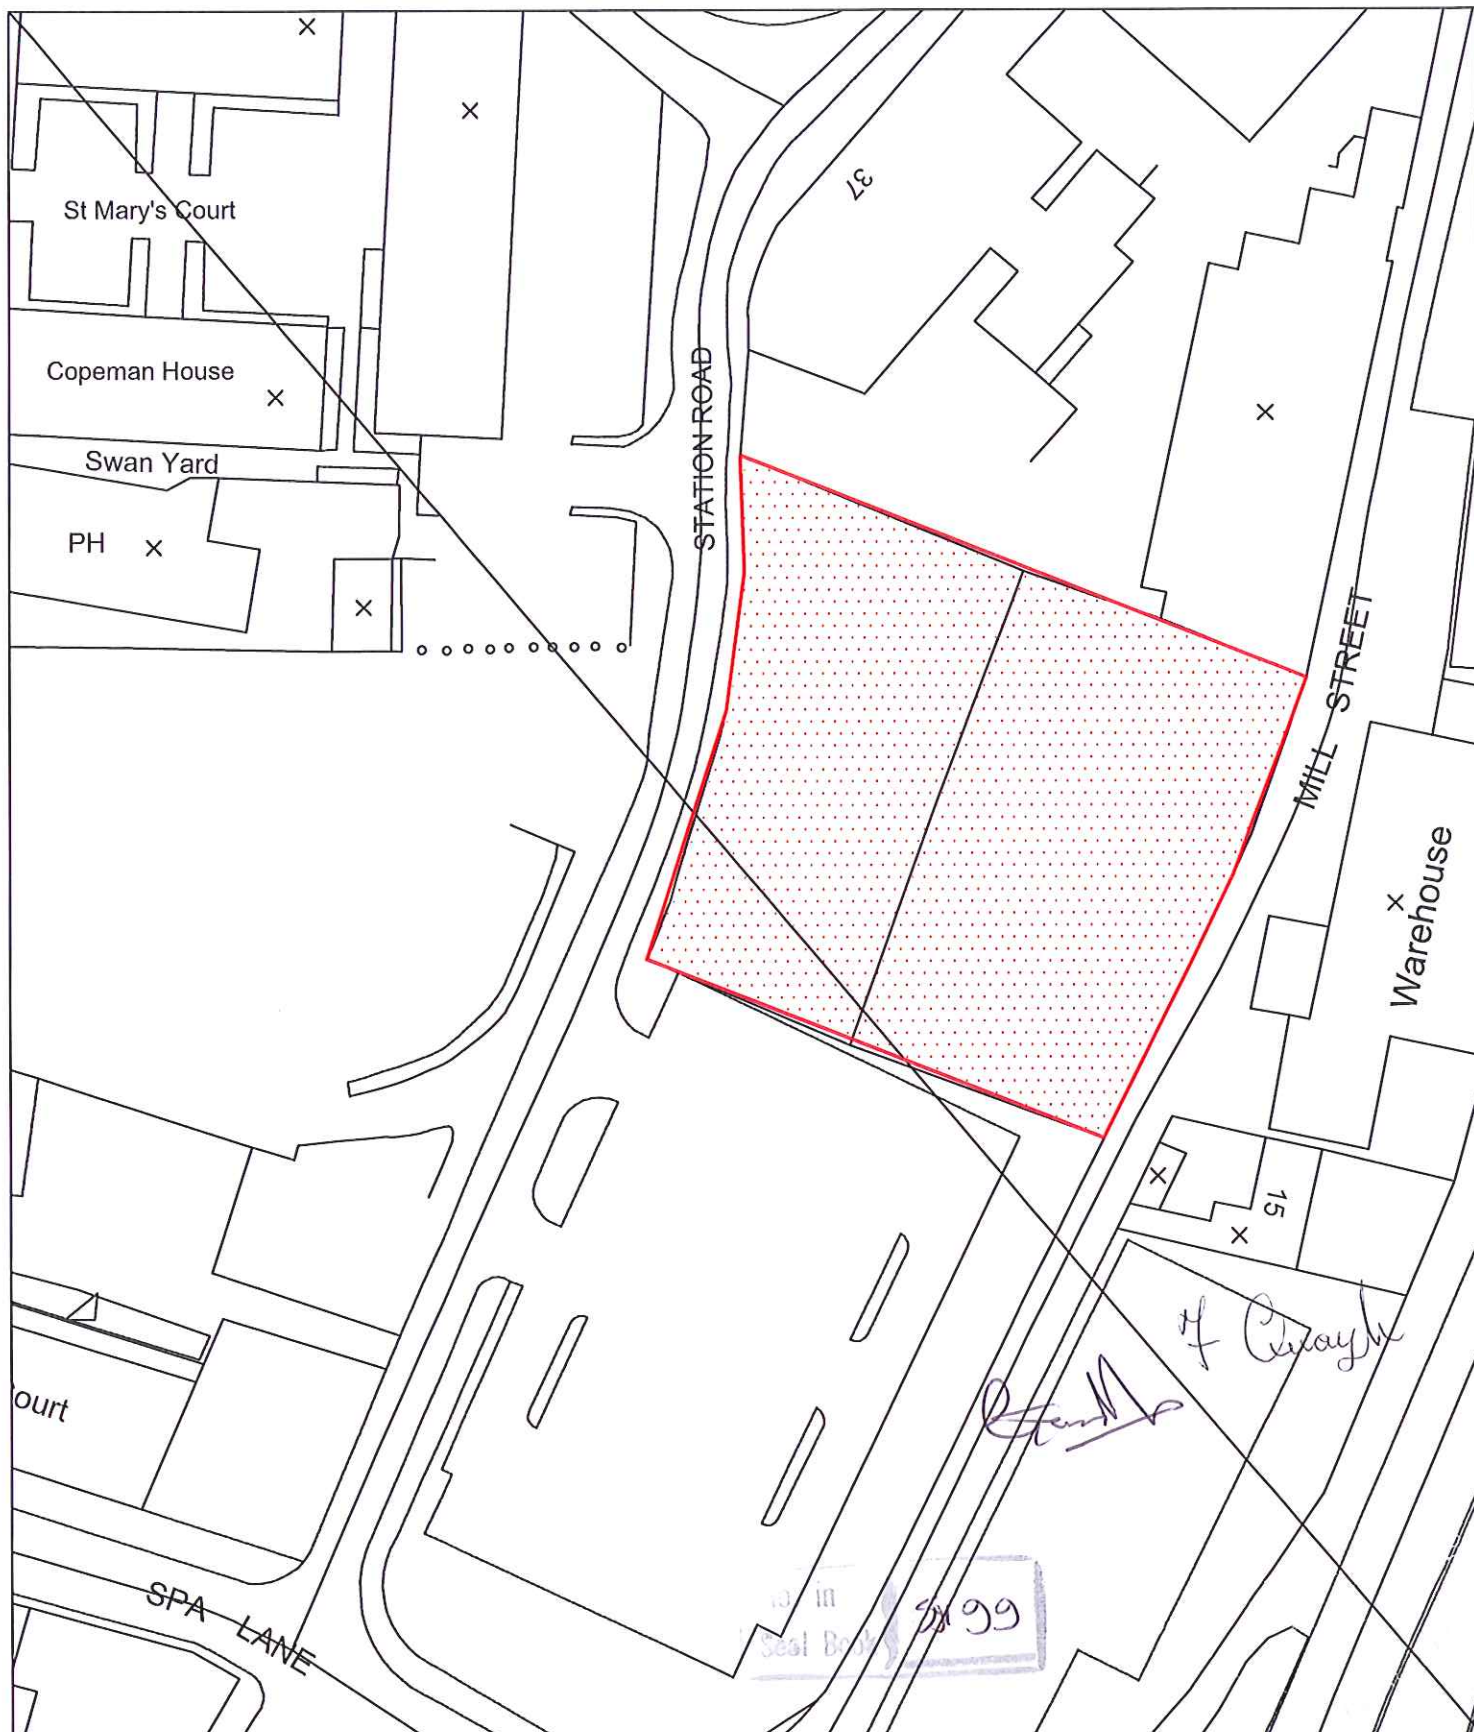 St Mary's Court
37
Copeman House
Swan Yard
PH
STATION ROAD
MILL STREET
Warehouse
15
ourt
SPA LANE
in
Seal Book
99